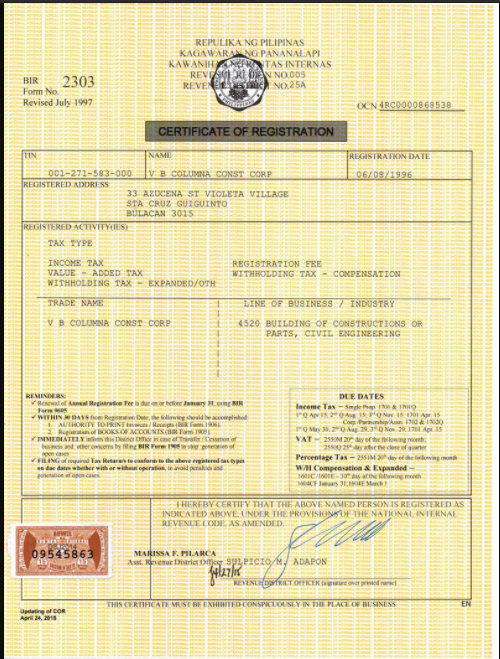 REPULIKA NG PILIPINAS
KAGAWARAN NG PANANALAPI
KAWANIHAN NG RENTAS INTERNAS
REVENUE REGION NO.005
REVENUE DISTRICT NO.25A
BIR
Form No. 2303
Revised July 1997
OCN 4RC0000868538
CERTIFICATE OF REGISTRATION
TIN NAME REGISTRATION DATE
001-271-583-000 V B COLUMNA CONST CORP 06/08/1996
REGISTERED ADDRESS
33 AZUCENA ST VIOLETA VILLAGE
STA CRUZ GUIGUINTO
BULACAN 3015
REGISTERED ACTIVITY(IES)
TAX TYPE
INCOME TAX REGISTRATION FEE
VALUE - ADDED TAX WITHHOLDING TAX - COMPENSATION
WITHHOLDING TAX - EXPANDED/OTH
TRADE NAME LINE OF BUSINESS / INDUSTRY
V B COLUMNA CONST CORP 4520 BUILDING OF CONSTRUCTIONS OR
PARTS, CIVIL ENGINEERING
REMINDERS:
✓ Renewal of Annual Registration Fee is due on or before January 31, using BIR
Form 0605
✓ WITHIN 30 DAYS from Registration Date, the following should be accomplished:
1. AUTHORITY TO PRINT Invoices / Receipts (BIR Form 1906)
2. Registration of BOOKS OF ACCOUNTS (BIR Form 1905)
✓ IMMEDIATELY inform this District Office in case of Transfer / Cessation of
business and other concerns by filing BIR Form 1905 to stop generation of
open cases
✓ FILING of required Tax Return/s to conform to the above registered tax types
on due dates whether with or without operation, to avoid penalties and
generation of open cases.
DUE DATES
Income Tax – Single Prop. 1701 & 1701Q
1st Q Apr 15; 2nd Q Aug. 15; 3rd Q Nov. 15; 1701 Apr. 15
Corp./Partnership/Assn. 1702 & 1702Q
1st Q May 30; 2nd Q Aug. 29; 3rd Q Nov. 29; 1701 Apr. 15
VAT – 2550M 20th day of the following month;
2550Q 25th day after the close of quarter
Percentage Tax – 2551M 20th day of the following month
W/H Compensation & Expanded –
1601C /1601E – 10th day of the following month
1604CF January 31,1604E March 1
I HEREBY CERTIFY THAT THE ABOVE NAMED PERSON IS REGISTERED AS
INDICATED ABOVE, UNDER THE PROVISIONS OF THE NATIONAL INTERNAL
REVENUE CODE, AS AMENDED.
09545863
15 15
MARISSA F. PILARCA
Asst. Revenue District Officer SULPICIO M. ADAPON
REVENUE DISTRICT OFFICER (signature over printed name)
THIS CERTIFICATE MUST BE EXHIBITED CONSPICUOUSLY IN THE PLACE OF BUSINESS EN
Updating of COR
April 24, 2015